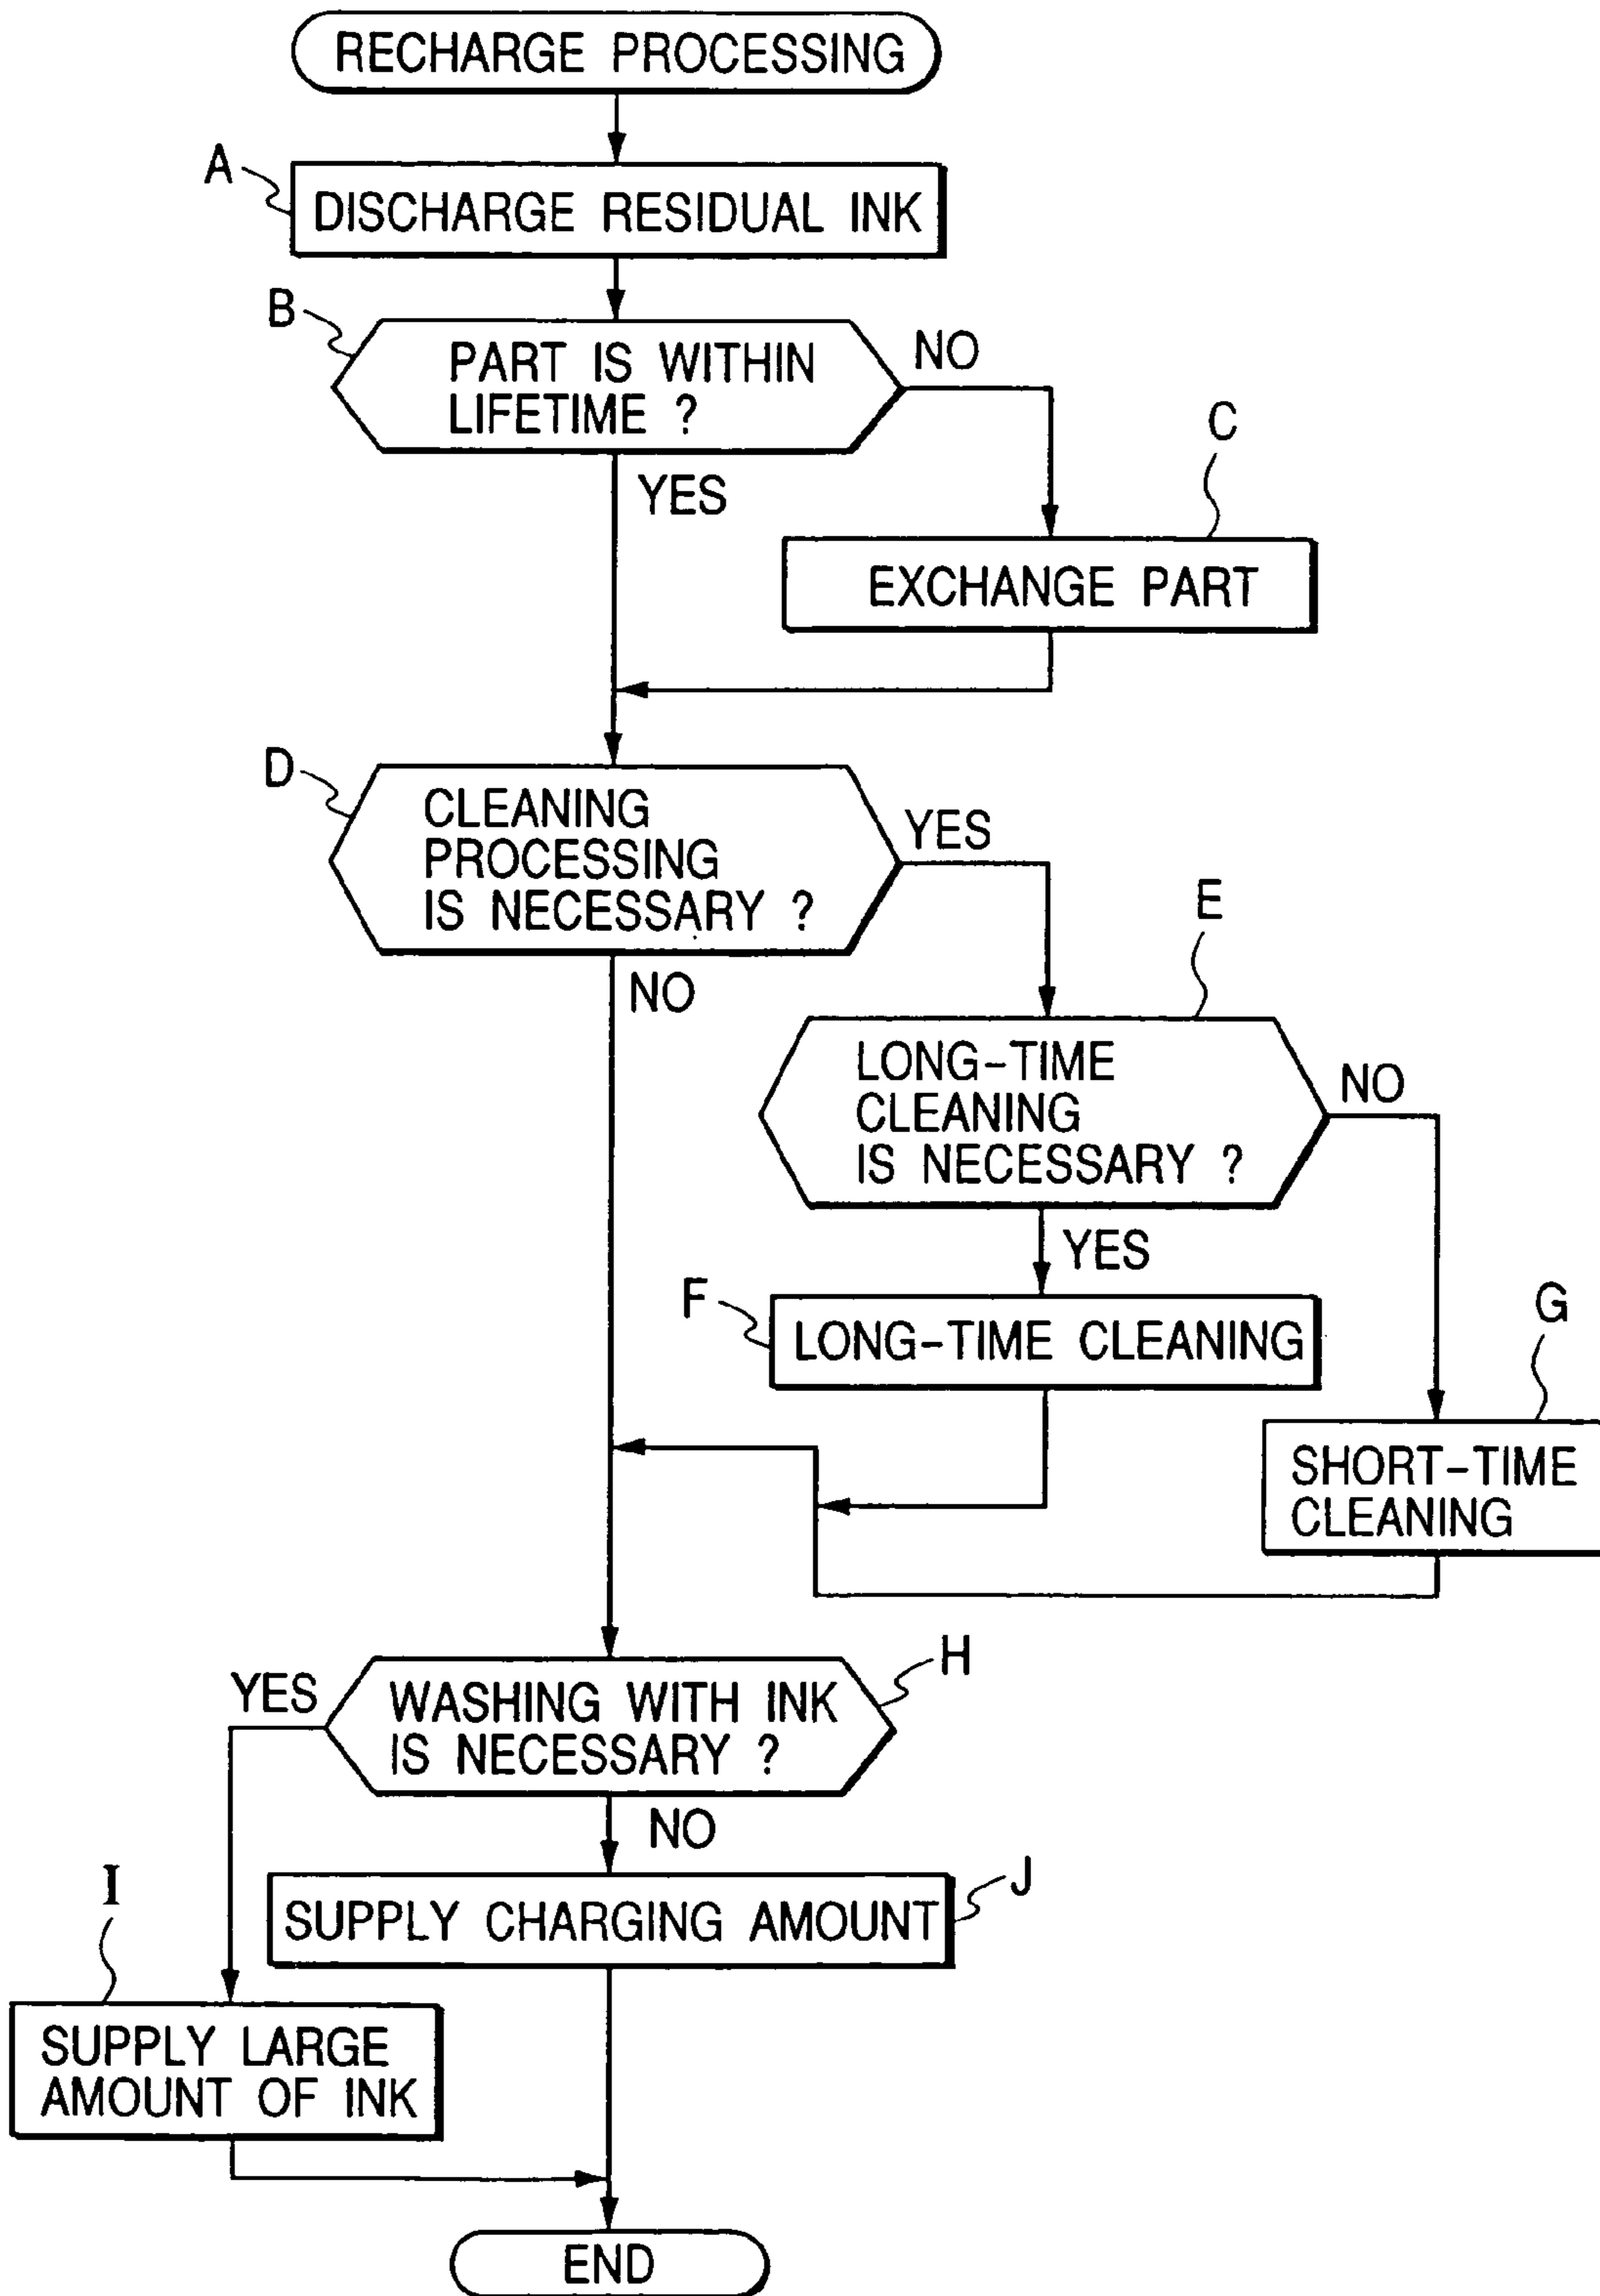 RECHARGE PROCESSING
A
DISCHARGE RESIDUAL INK
B
PART IS WITHIN
LIFETIME ?
NO
YES
C
EXCHANGE PART
D
CLEANING
PROCESSING
IS NECESSARY ?
YES
NO
E
LONG-TIME
CLEANING
IS NECESSARY ?
NO
YES
F
LONG-TIME CLEANING
G
SHORT-TIME
CLEANING
H
YES
WASHING WITH INK
IS NECESSARY ?
NO
I
J
SUPPLY CHARGING AMOUNT
SUPPLY LARGE
AMOUNT OF INK
END